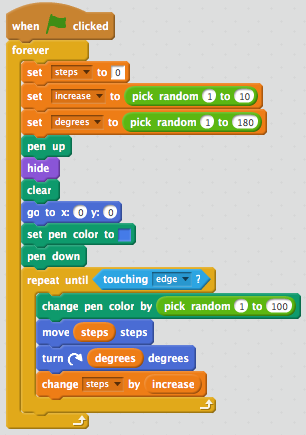 when clicked
forever
set steps to 0
set increase to pick random 1 to 10
set degrees to pick random 1 to 180
pen up
hide
clear
go to x: 0 y: 0
set pen color to
pen down
repeat until touching edge ?
change pen color by pick random 1 to 100
move steps steps
turn degrees degrees
change steps by increase